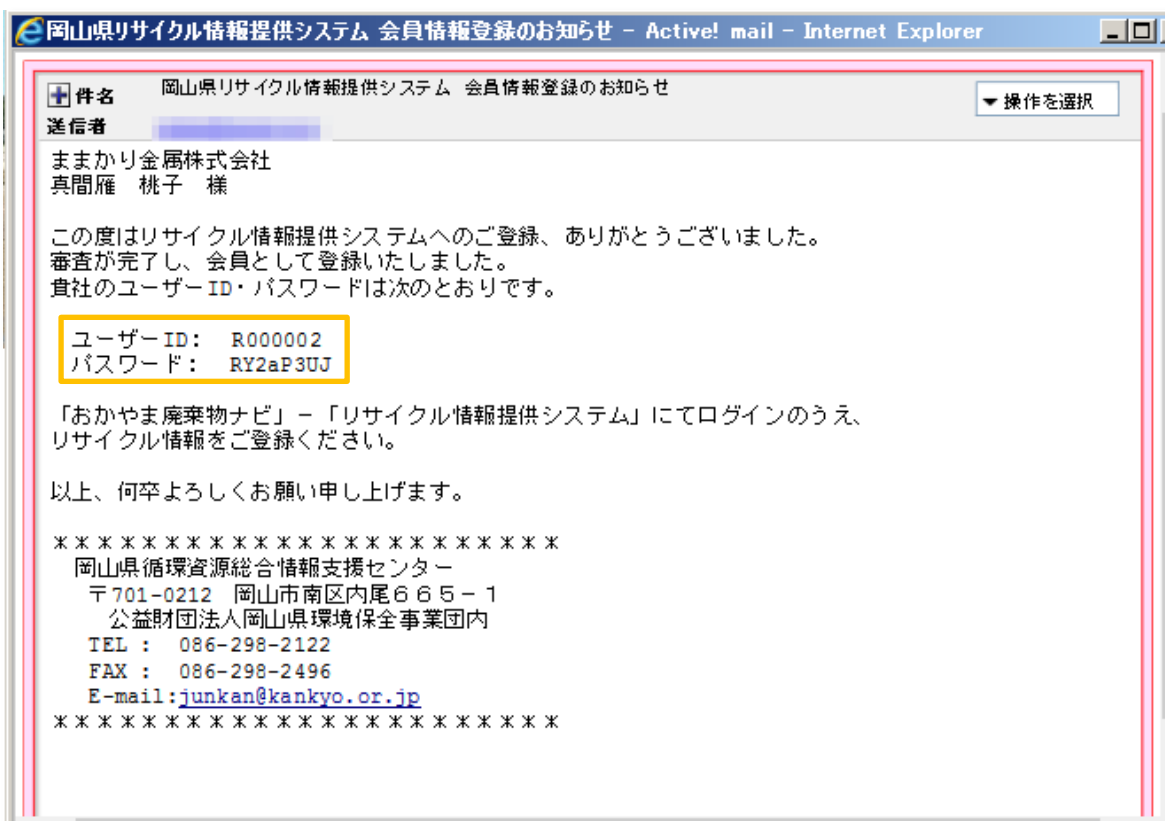 岡山県リサイクル情報提供システム 会員情報登録のお知らせ - Active! mail - Internet Explorer
件名 岡山県リサイクル情報提供システム 会員情報登録のお知らせ
▼操作を選択
送信者
ままかり金属株式会社
真間雁 桃子 様
この度はリサイクル情報提供システムへのご登録、ありがとうございました。
審査が完了し、会員として登録いたしました。
貴社のユーザーID・パスワードは次のとおりです。
ユーザーID: R000002
パスワード: RY2aP3UJ
「おかやま廃棄物ナビ」－「リサイクル情報提供システム」にてログインのうえ、
リサイクル情報をご登録ください。
以上、何卒よろしくお願い申し上げます。
＊＊＊＊＊＊＊＊＊＊＊＊＊＊＊＊＊＊＊＊＊＊＊
岡山県循環資源総合情報支援センター
〒701-0212 岡山市南区内尾６６５－１
公益財団法人岡山県環境保全事業団内
TEL : 086-298-2122
FAX : 086-298-2496
E-mail:junkan@kankyo.or.jp
＊＊＊＊＊＊＊＊＊＊＊＊＊＊＊＊＊＊＊＊＊＊＊